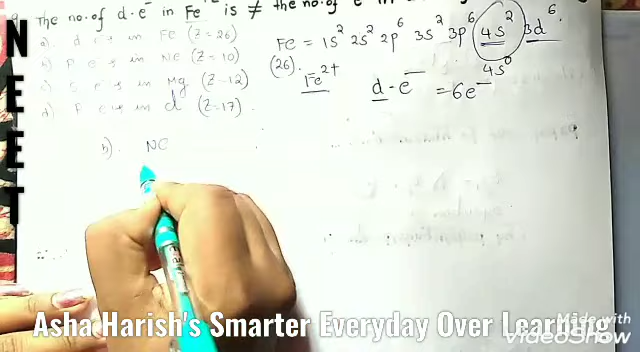 the no. of d-e⁻ in Fe²⁺ is ≠ the no. of e⁻ in
a). d e⁻s in Fe (Z=26)
b) P e⁻s in Ne (Z=10)
c) S e⁻s in Mg (Z=12)
d) P e⁻s in cl (Z=17)
Fe = 1S² 2S² 2p⁶ 3S² 3p⁶ 4S² 3d⁶.
(26).
4S⁰
Fe²⁺
d-e⁻ = 6e⁻
b). Ne
NEET
Asha Harish's Smarter Everyday Over Learning
Made with
VideoShow